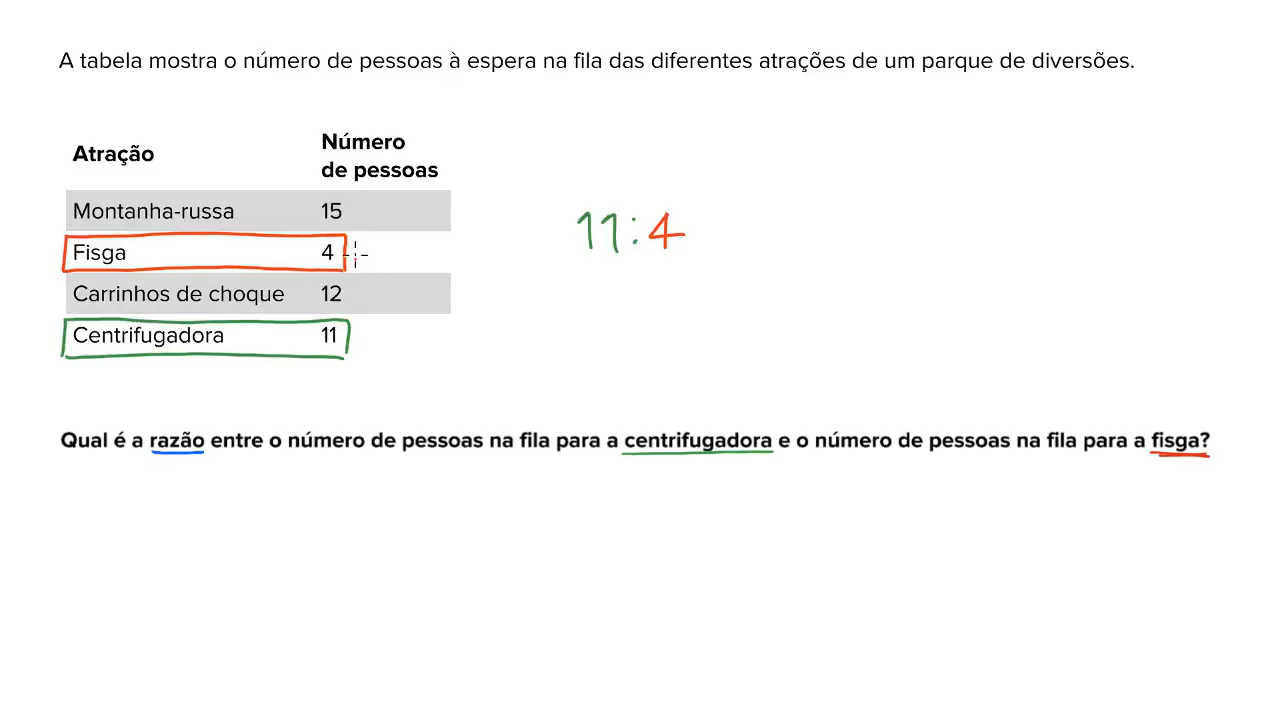 A tabela mostra o número de pessoas à espera na fila das diferentes atrações de um parque de diversões.
Atração Número de pessoas
Montanha-russa 15
Fisga 4
Carrinhos de choque 12
Centrifugadora 11
11:4
Qual é a razão entre o número de pessoas na fila para a centrifugadora e o número de pessoas na fila para a fisga?